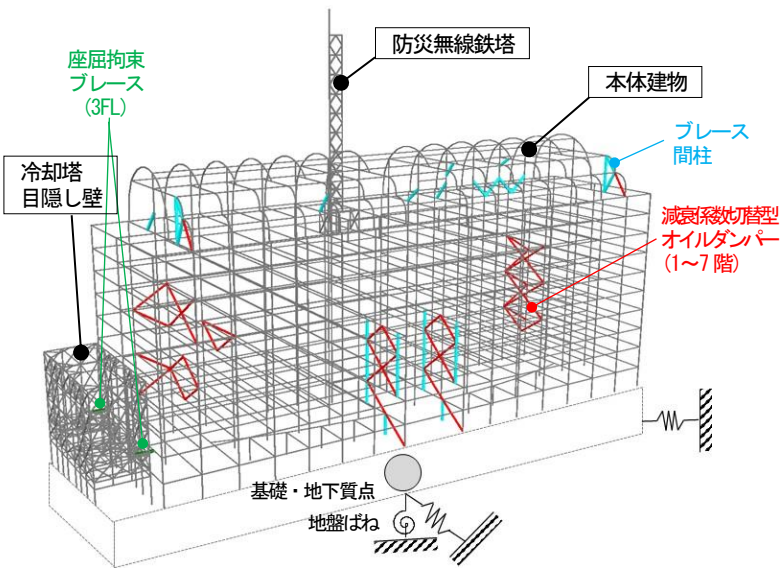 防災無線鉄塔
座屈拘束
ブレース
(3FL)
本体建物
ブレース
間柱
冷却塔
目隠し壁
減衰係数切替型
オイルダンパー
(1～7 階)
基礎・地下質点
地盤ばね